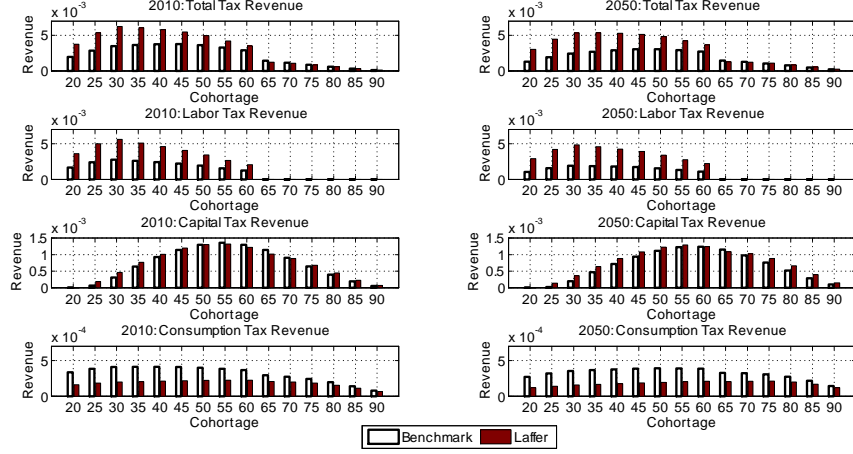 2010: Total Tax Revenue
x 10-3
Revenue
5
0
20 25 30 35 40 45 50 55 60 65 70 75 80 85 90
Cohortage
2050: Total Tax Revenue
x 10-3
Revenue
5
0
20 25 30 35 40 45 50 55 60 65 70 75 80 85 90
Cohortage
2010: Labor Tax Revenue
x 10-3
Revenue
5
0
20 25 30 35 40 45 50 55 60 65 70 75 80 85 90
Cohortage
2050: Labor Tax Revenue
x 10-3
Revenue
5
0
20 25 30 35 40 45 50 55 60 65 70 75 80 85 90
Cohortage
2010: Capital Tax Revenue
x 10-3
Revenue
1.5
1
0.5
0
20 25 30 35 40 45 50 55 60 65 70 75 80 85 90
Cohortage
2050: Capital Tax Revenue
x 10-3
Revenue
1.5
1
0.5
0
20 25 30 35 40 45 50 55 60 65 70 75 80 85 90
Cohortage
2010: Consumption Tax Revenue
x 10-4
Revenue
5
0
20 25 30 35 40 45 50 55 60 65 70 75 80 85 90
Cohortage
2050: Consumption Tax Revenue
x 10-4
Revenue
5
0
20 25 30 35 40 45 50 55 60 65 70 75 80 85 90
Cohortage
Benchmark Laffer